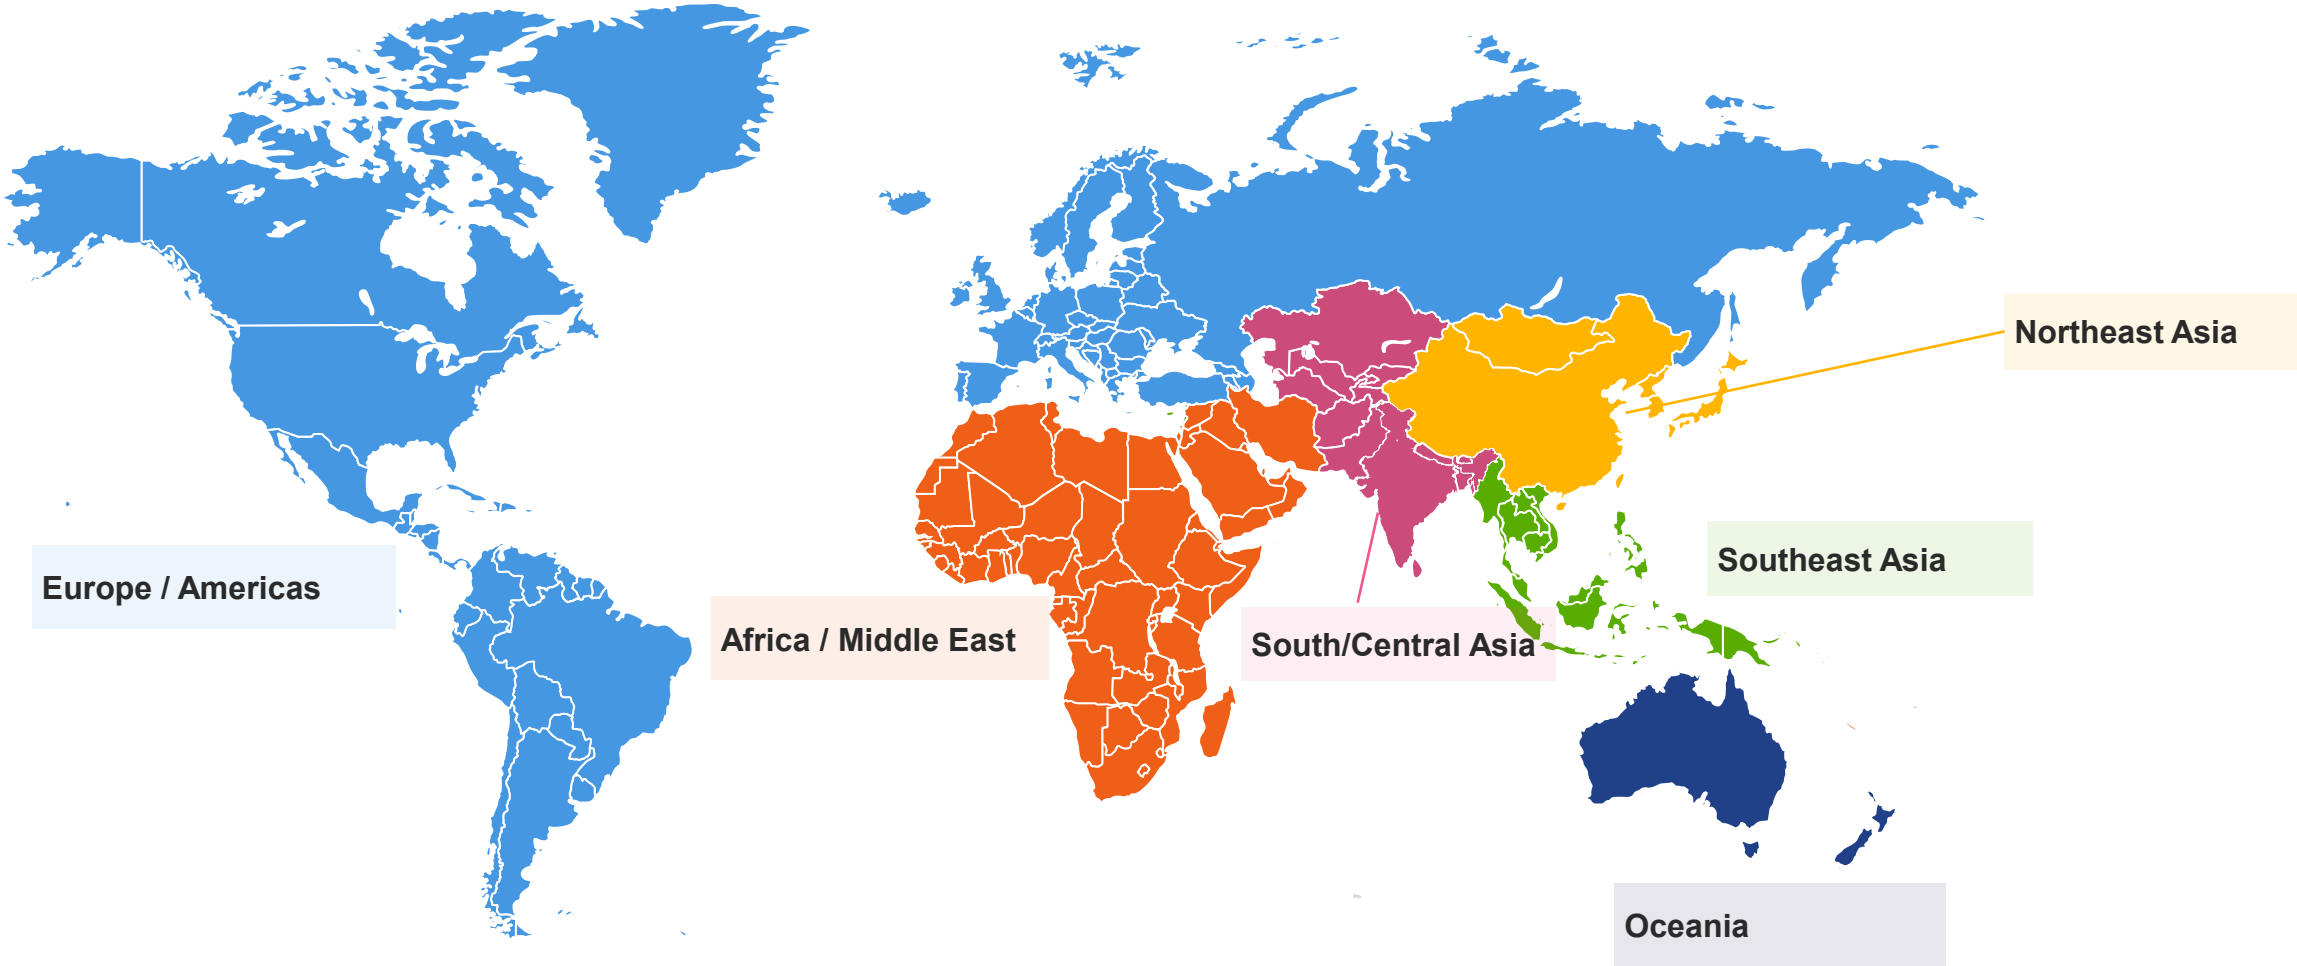 Northeast Asia
Southeast Asia
Europe / Americas
Africa / Middle East
South/Central Asia
Oceania